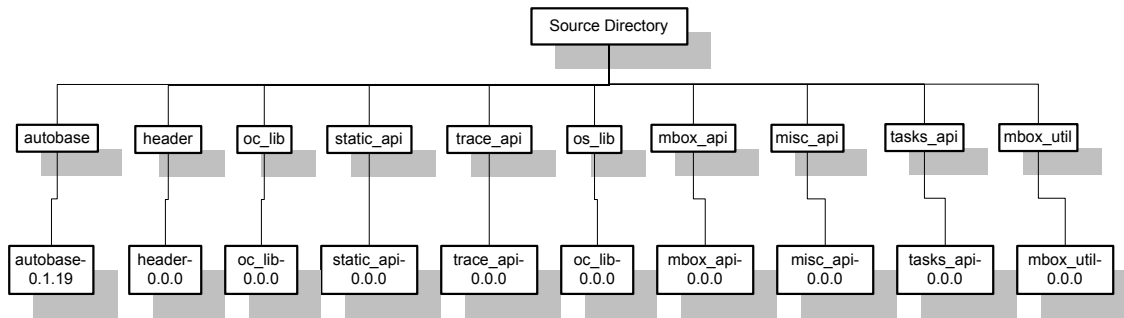 Source Directory
autobase
header
oc_lib
static_api
trace_api
os_lib
mbox_api
misc_api
tasks_api
mbox_util
autobase-
0.1.19
header-
0.0.0
oc_lib-
0.0.0
static_api-
0.0.0
trace_api-
0.0.0
oc_lib-
0.0.0
mbox_api-
0.0.0
misc_api-
0.0.0
tasks_api-
0.0.0
mbox_util-
0.0.0